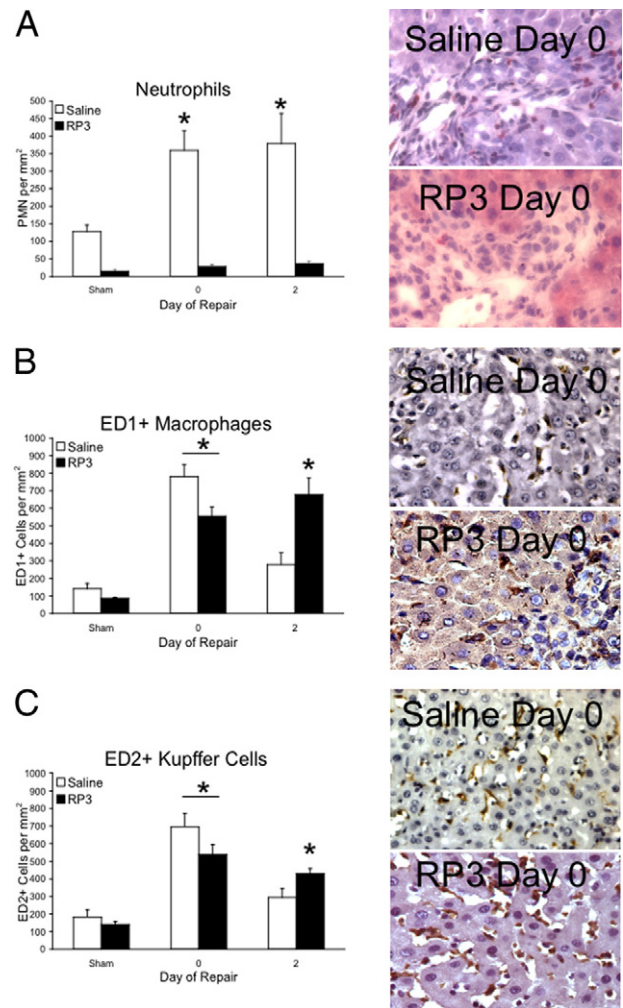 A
Neutrophils
Saline
RP3
*
*
PMN per mm²
500
450
400
350
300
250
200
150
100
50
0
Sham
0
2
Day of Repair
Saline Day 0
RP3 Day 0
B
ED1+ Macrophages
Saline
RP3
*
*
ED1+ Cells per mm²
1000
900
800
700
600
500
400
300
200
100
0
Sham
0
2
Day of Repair
Saline Day 0
RP3 Day 0
C
ED2+ Kupffer Cells
Saline
RP3
*
*
ED2+ Cells per mm²
1000
900
800
700
600
500
400
300
200
100
0
Sham
0
2
Day of Repair
Saline Day 0
RP3 Day 0